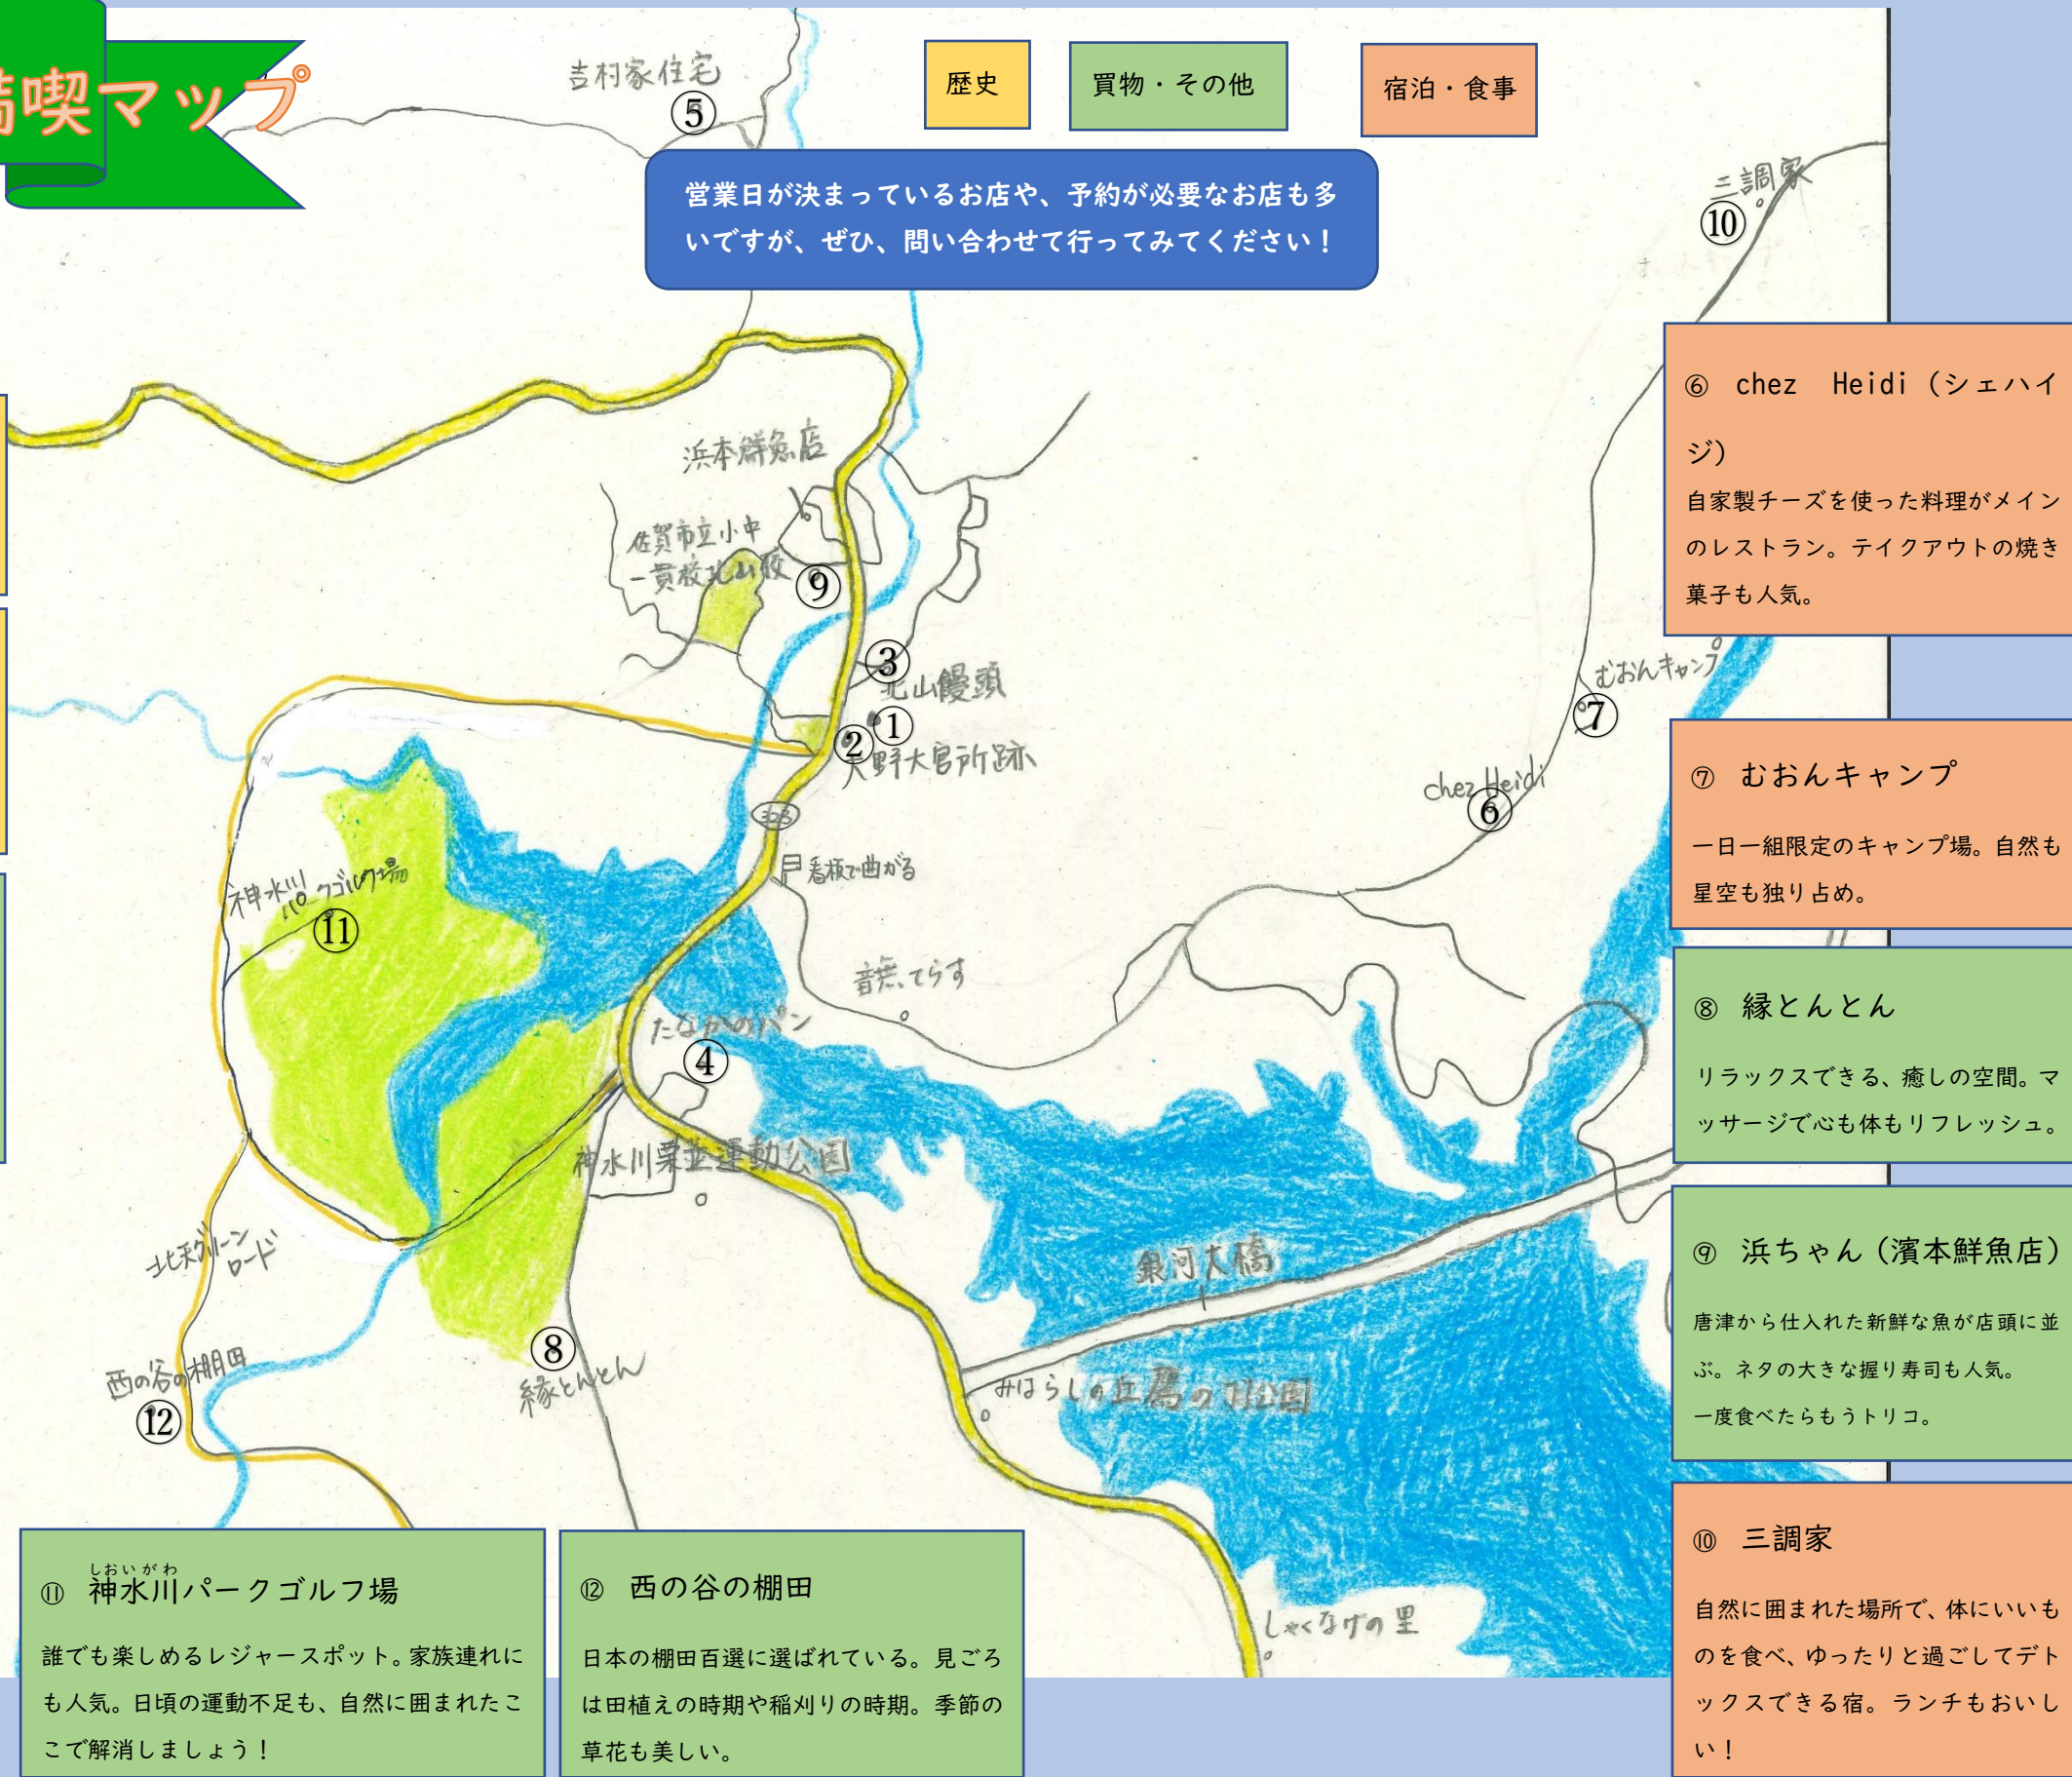 満喫マップ
歴史
買物・その他
宿泊・食事
営業日が決まっているお店や、予約が必要なお店も多
いですが、ぜひ、問い合わせて行ってみてください！
吉村家住宅
⑤
三調家
⑩
浜本鮮魚店
佐賀市立小中
一貫校北山校
⑨
③
北山饅頭
①
②
大野代官所跡
323
看板で曲がる
音無てらす
たなかのパン
④
神水川
パークゴルフ場
⑪
神水川栗並運動公園
北天グリーン
ロード
西の谷の棚田
⑫
⑧
縁とんとん
銀河大橋
みはらしの丘鷹の羽公園
しゃくなげの里
むおんキャンプ
⑦
chez Heidi
⑥
⑥ chez Heidi（シェハイ
ジ）
自家製チーズを使った料理がメイン
のレストラン。テイクアウトの焼き
菓子も人気。
⑦ むおんキャンプ
一日一組限定のキャンプ場。自然も
星空も独り占め。
⑧ 縁とんとん
リラックスできる、癒しの空間。マ
ッサージで心も体もリフレッシュ。
⑨ 浜ちゃん（濱本鮮魚店）
唐津から仕入れた新鮮な魚が店頭に並
ぶ。ネタの大きな握り寿司も人気。
一度食べたらもうトリコ。
⑩ 三調家
自然に囲まれた場所で、体にいいも
のを食べ、ゆったりと過ごしてデト
ックスできる宿。ランチもおいし
い！
しおいがわ
⑪ 神水川パークゴルフ場
誰でも楽しめるレジャースポット。家族連れに
も人気。日頃の運動不足も、自然に囲まれたこ
こで解消しましょう！
⑫ 西の谷の棚田
日本の棚田百選に選ばれている。見ごろ
は田植えの時期や稲刈りの時期。季節の
草花も美しい。